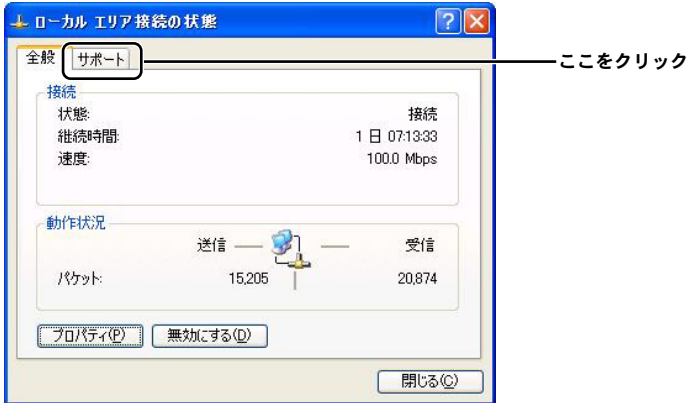 ローカル エリア接続の状態
全般 サポート
ここをクリック
接続
状態: 接続
継続時間: 1 日 07:13:33
速度: 100.0 Mbps
動作状況
送信 受信
パケット: 15,205 20,874
プロパティ(P) 無効にする(D)
閉じる(C)